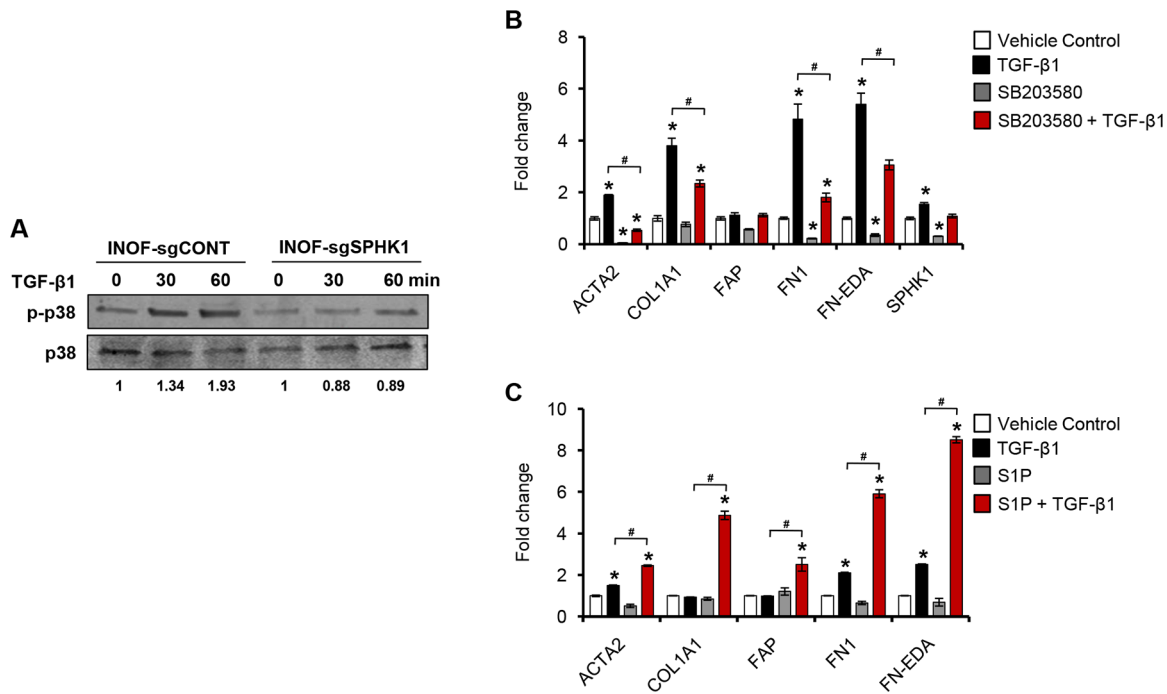 A
INOF-sgCONT INOF-sgSPHK1
TGF-β1 0 30 60 0 30 60 min
p-p38
p38
1 1.34 1.93 1 0.88 0.89
B
Fold change
8
6
4
2
0
* # * * # * * # * * * # * * * # * * *
ACTA2 COL1A1 FAP FN1 FN-EDA SPHK1
Vehicle Control
TGF-β1
SB203580
SB203580 + TGF-β1
C
Fold change
10
8
6
4
2
0
* # * # * # * * # * * # *
ACTA2 COL1A1 FAP FN1 FN-EDA
Vehicle Control
TGF-β1
S1P
S1P + TGF-β1